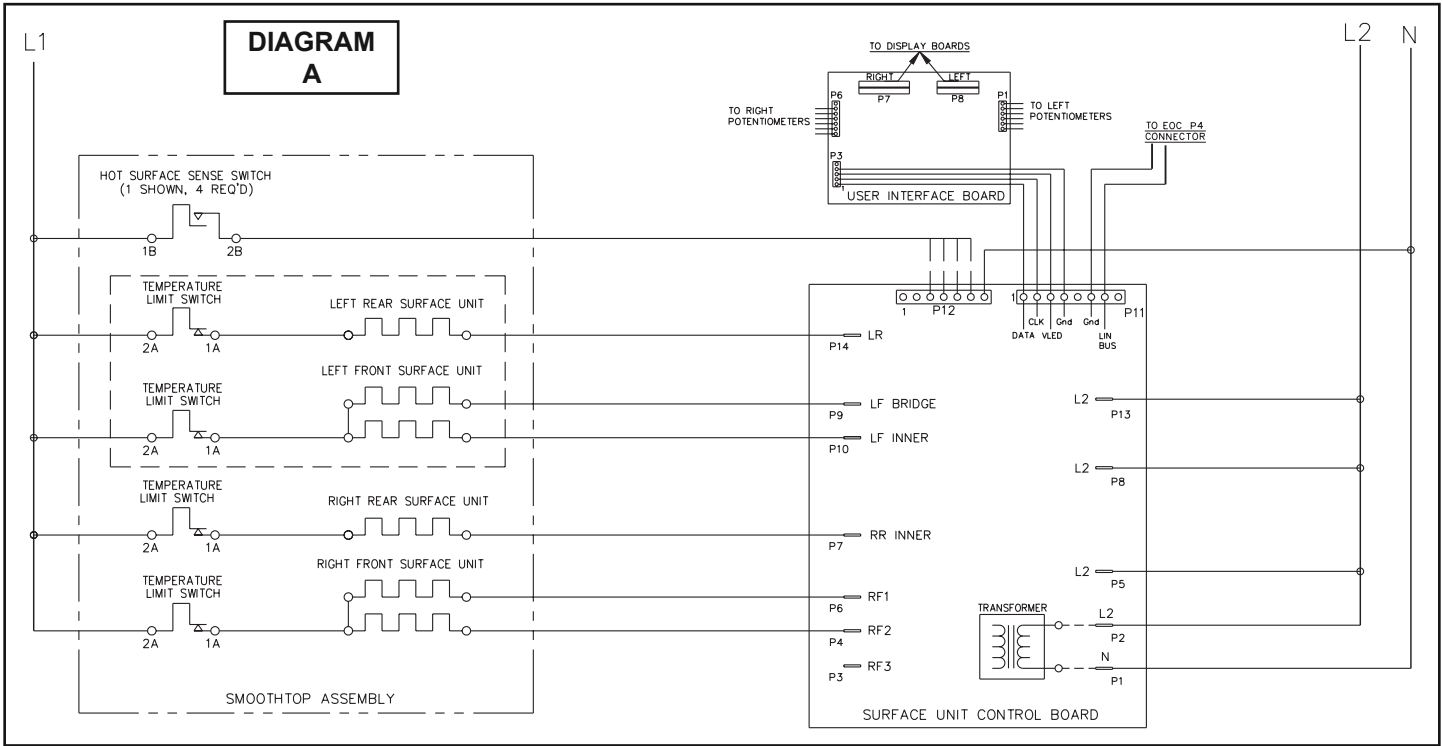 DIAGRAM
A
L1
L2
N
TO DISPLAY BOARDS
RIGHT
LEFT
P7
P8
P6
P1
TO RIGHT
POTENTIOMETERS
TO LEFT
POTENTIOMETERS
P3
1
USER INTERFACE BOARD
TO EOC P4
CONNECTOR
HOT SURFACE SENSE SWITCH
(1 SHOWN, 4 REQ'D)
1B
2B
1
P12
1
P11
DATA
CLK
VLED
Gnd
Gnd
LIN
BUS
TEMPERATURE
LIMIT SWITCH
2A
1A
LEFT REAR SURFACE UNIT
P14
LR
LEFT FRONT SURFACE UNIT
TEMPERATURE
LIMIT SWITCH
2A
1A
P9
LF BRIDGE
P10
LF INNER
L2
P13
L2
P8
TEMPERATURE
LIMIT SWITCH
2A
1A
RIGHT REAR SURFACE UNIT
P7
RR INNER
RIGHT FRONT SURFACE UNIT
TEMPERATURE
LIMIT SWITCH
2A
1A
P6
RF1
P4
RF2
P3
RF3
L2
P5
TRANSFORMER
L2
P2
N
P1
SMOOTHTOP ASSEMBLY
SURFACE UNIT CONTROL BOARD